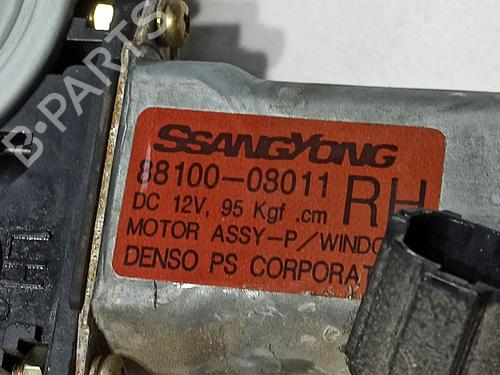 B-PARTS
SSANGYONG
88100-08011 RH
DC 12V, 95 Kgf .cm
MOTOR ASSY-P/WINDO
DENSO PS CORPORAT